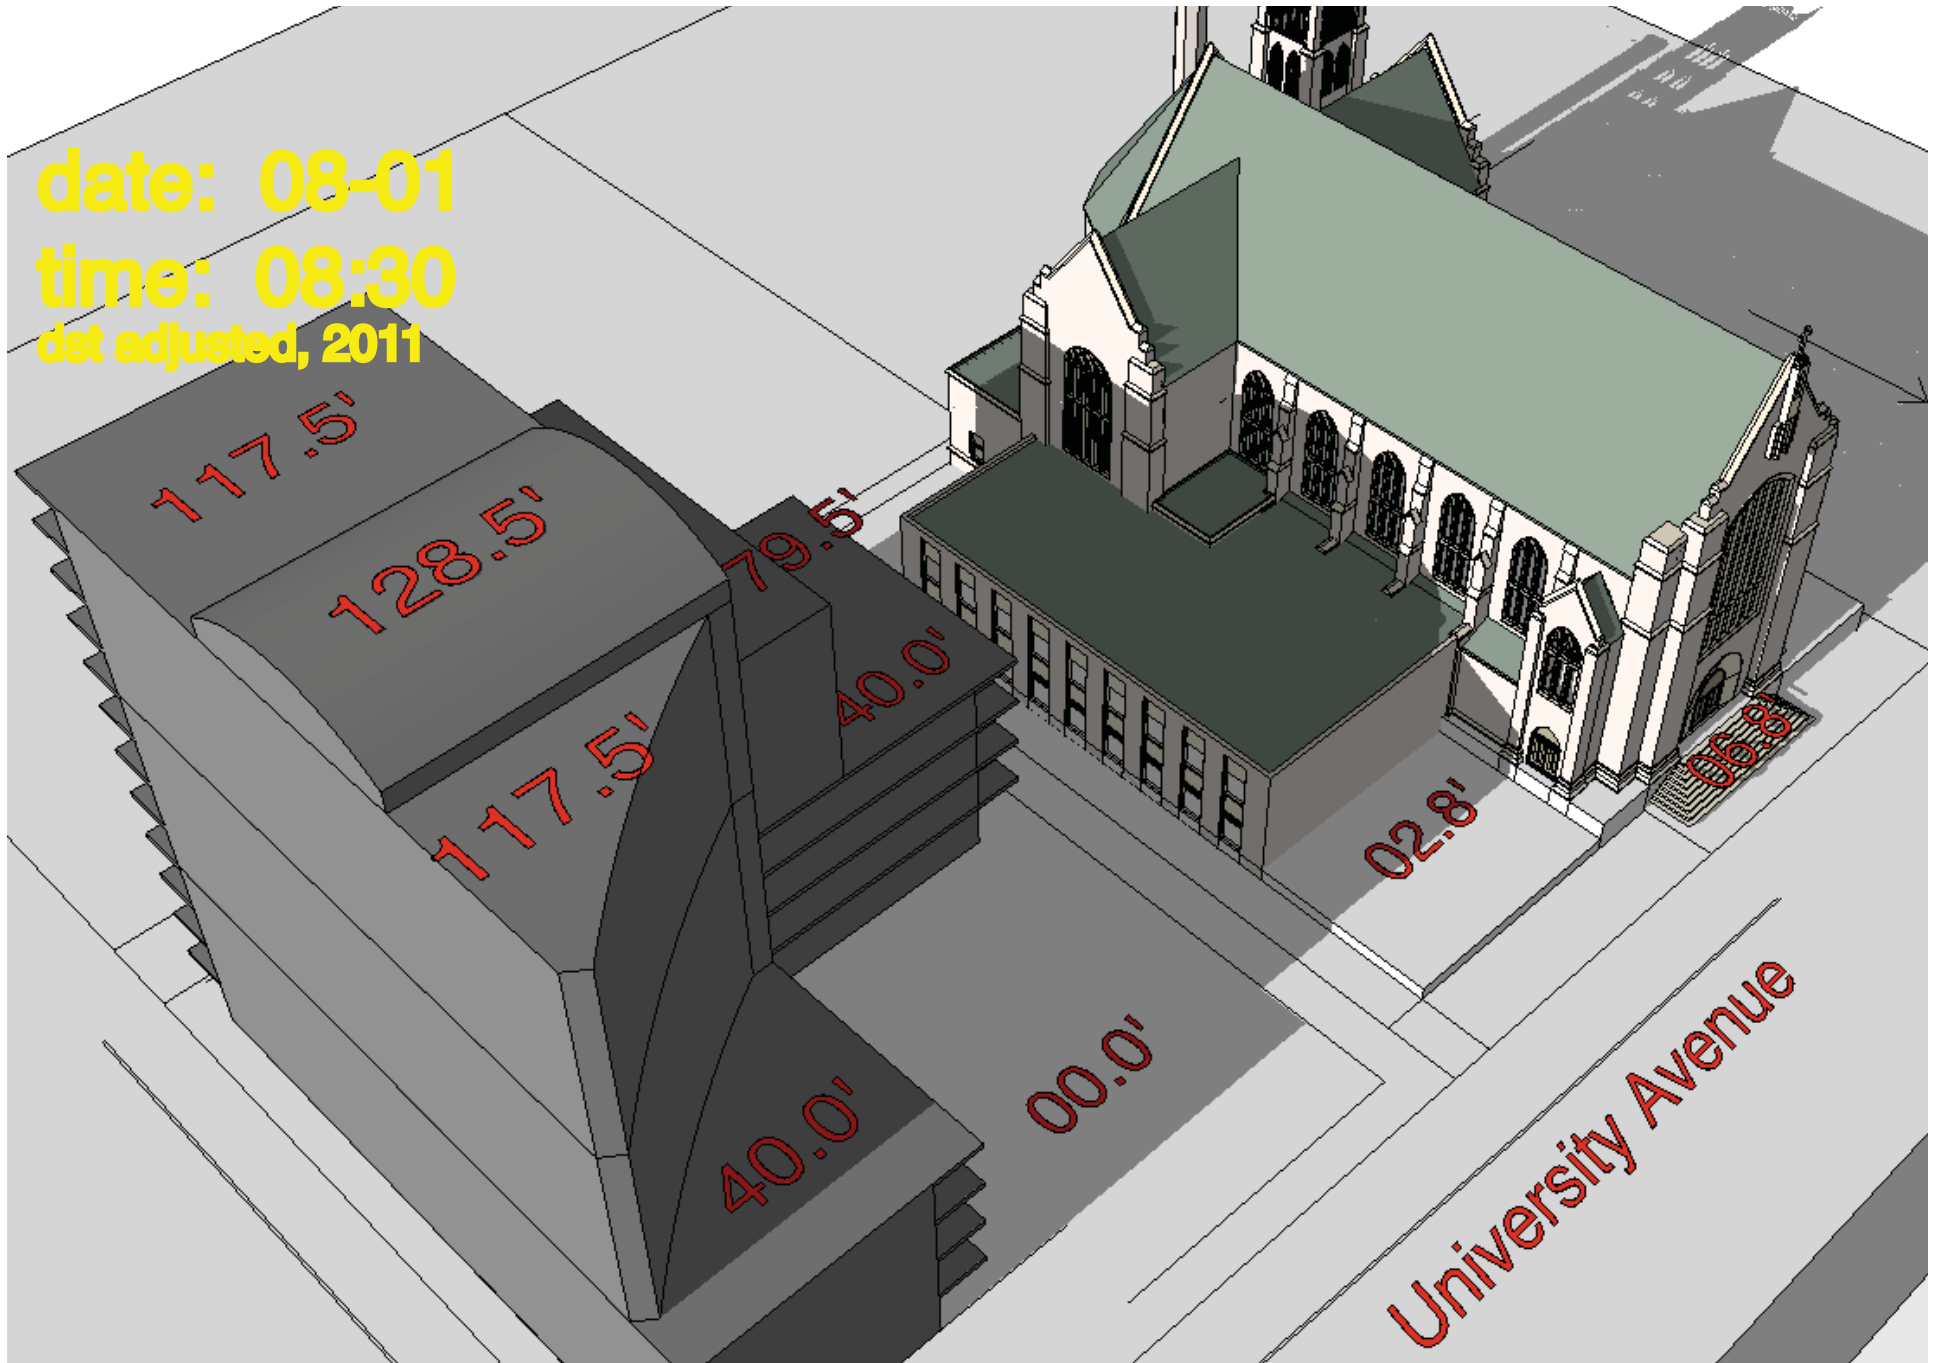 date: 08-01
time: 08:30
dst adjusted, 2011
117.5'
128.5'
79.5'
40.0'
117.5'
06.8'
02.8'
00.0'
40.0'
University Avenue